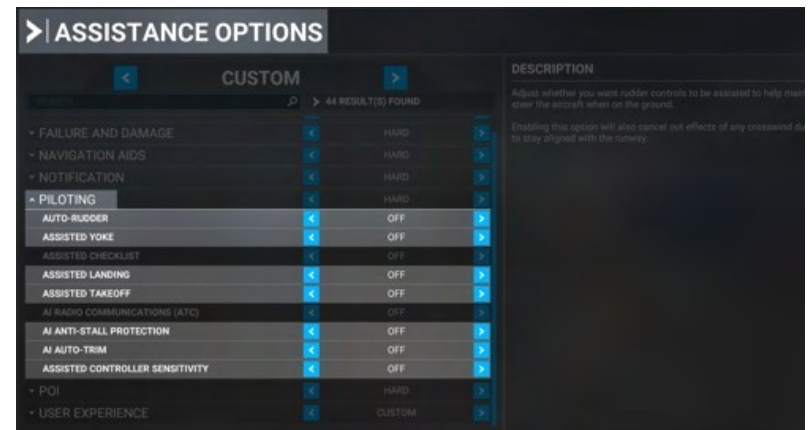 > ASSISTANCE OPTIONS
< CUSTOM >
SEARCH > 44 RESULT(S) FOUND
FAILURE AND DAMAGE < HARD >
NAVIGATION AIDS < HARD >
NOTIFICATION < HARD >
PILOTING < HARD >
AUTO-RUDDER < OFF >
ASSISTED YOKE < OFF >
ASSISTED CHECKLIST < OFF >
ASSISTED LANDING < OFF >
ASSISTED TAKEOFF < OFF >
AI RADIO COMMUNICATIONS (ATC) < OFF >
AI ANTI-STALL PROTECTION < OFF >
AI AUTO-TRIM < OFF >
ASSISTED CONTROLLER SENSITIVITY < OFF >
POI < HARD >
USER EXPERIENCE < CUSTOM >
DESCRIPTION
Adjust whether you want rudder controls to be assisted to help
steer the aircraft when on the ground.
Enabling this option will also cancel out effects of any crosswind
to stay aligned with the runway.